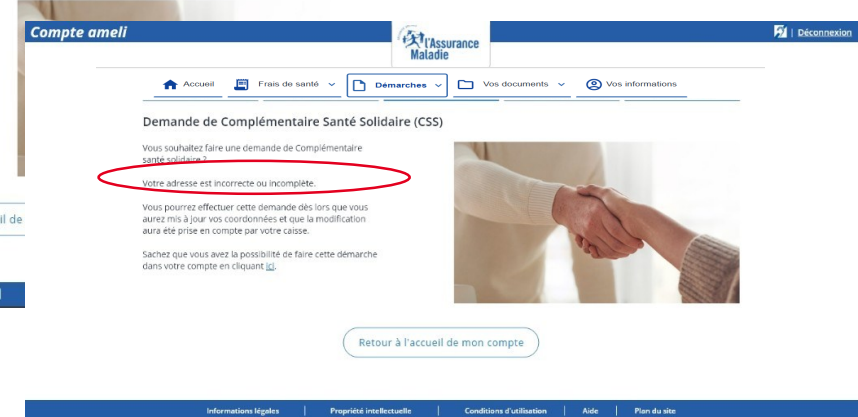 Compte ameli
l'Assurance
Maladie
| Déconnexion
Accueil Frais de santé Démarches Vos documents Vos informations
Demande de Complémentaire Santé Solidaire (CSS)
Vous souhaitez faire une demande de Complémentaire
santé solidaire ?
Votre adresse est incorrecte ou incomplète.
Vous pourrez effectuer cette demande dès lors que vous
aurez mis à jour vos coordonnées et que la modification
aura été prise en compte par votre caisse.
Sachez que vous avez la possibilité de faire cette démarche
dans votre compte en cliquant ici.
il de
Retour à l'accueil de mon compte
Informations légales | Propriété intellectuelle | Conditions d'utilisation | Aide | Plan du site